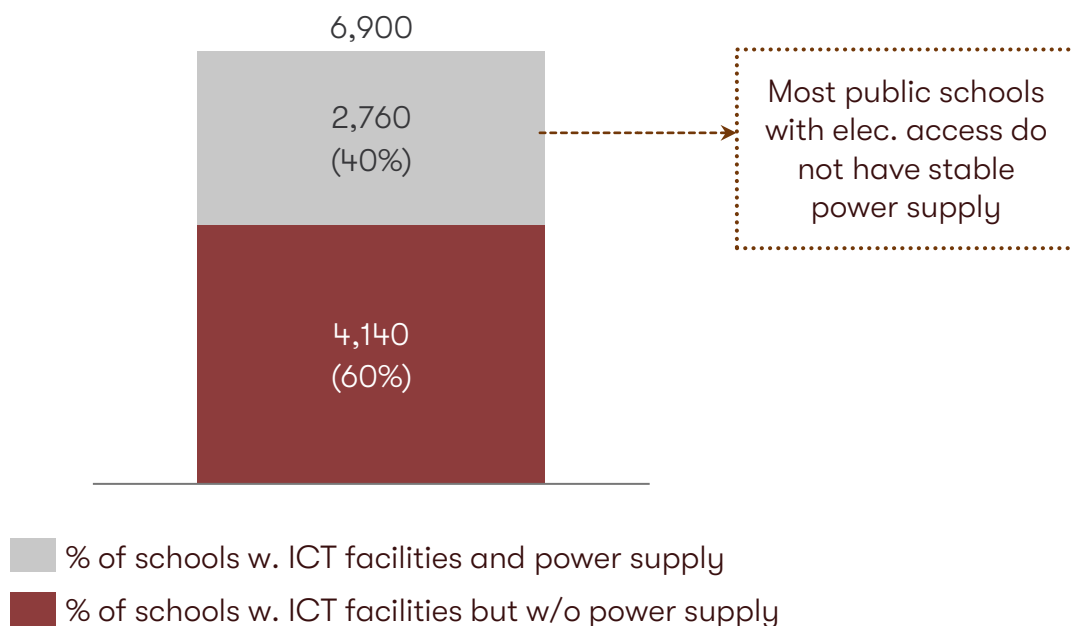 6,900
2,760
(40%)
Most public schools
with elec. access do
not have stable
power supply
4,140
(60%)
% of schools w. ICT facilities and power supply
% of schools w. ICT facilities but w/o power supply